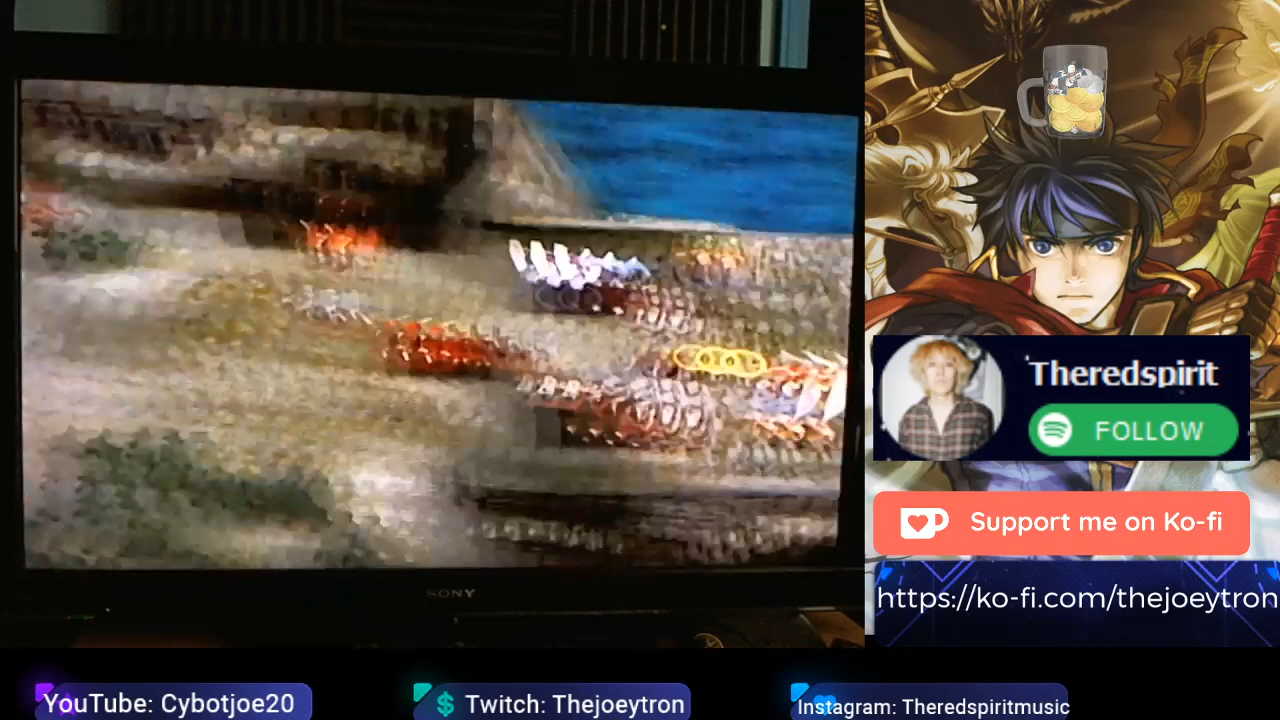 Theredspirit
FOLLOW
Support me on Ko-fi
https://ko-fi.com/thejoeytron
SONY
YouTube: Cybotjoe20
Twitch: Thejoeytron
Instagram: Theredspiritmusic